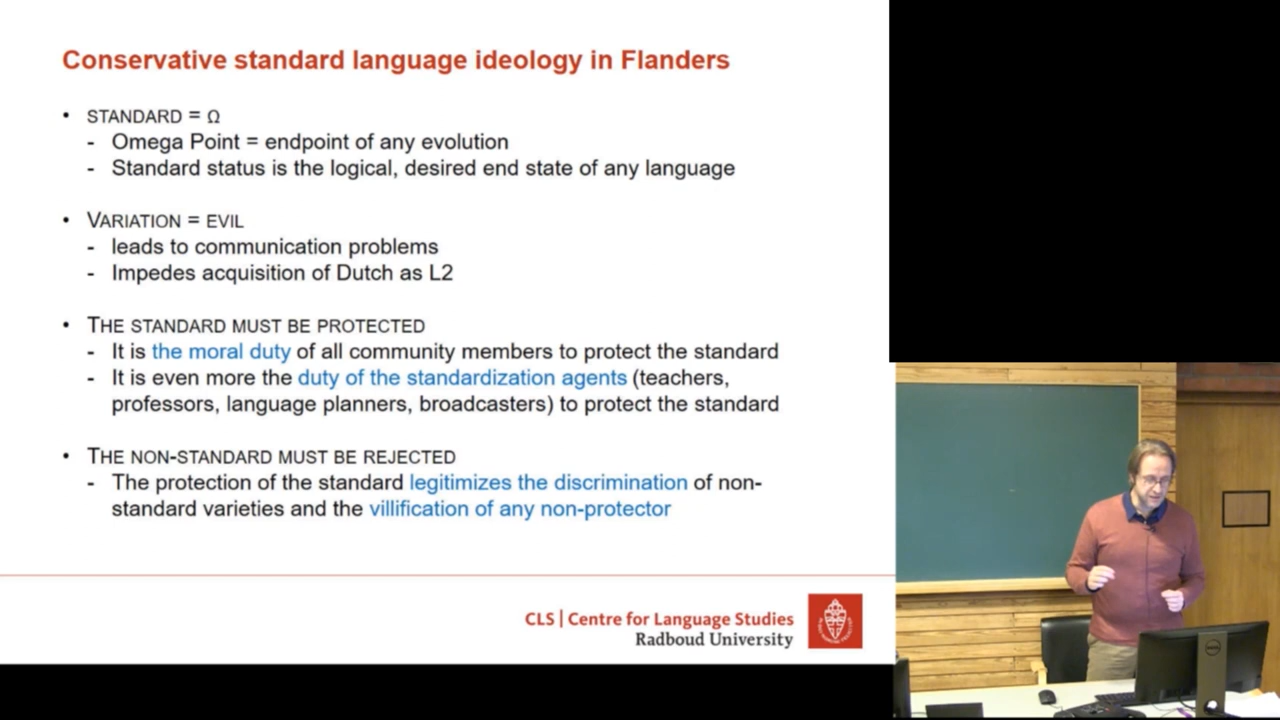 Conservative standard language ideology in Flanders
• STANDARD = Ω
- Omega Point = endpoint of any evolution
- Standard status is the logical, desired end state of any language
• VARIATION = EVIL
- leads to communication problems
- Impedes acquisition of Dutch as L2
• THE STANDARD MUST BE PROTECTED
- It is the moral duty of all community members to protect the standard
- It is even more the duty of the standardization agents (teachers,
professors, language planners, broadcasters) to protect the standard
• THE NON-STANDARD MUST BE REJECTED
- The protection of the standard legitimizes the discrimination of non-
standard varieties and the villification of any non-protector
CLS | Centre for Language Studies
Radboud University